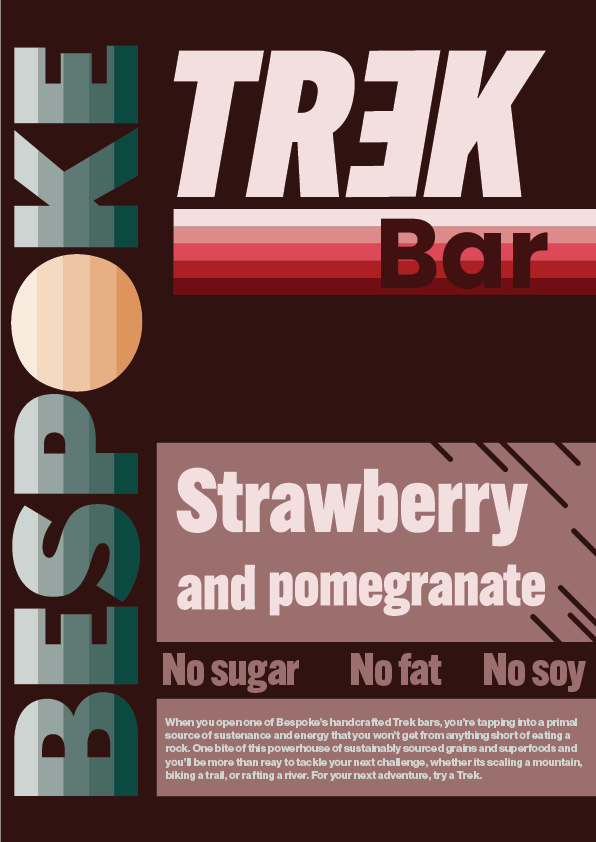 BESPOKE
TREK
Bar
Strawberry
and pomegranate
No sugar No fat No soy
When you open one of Bespoke's handcrafted Trek bars, you're tapping into a primal
source of sustenance and energy that you won't get from anything short of eating a
rock. One bite of this powerhouse of sustainably sourced grains and superfoods and
you'll be more than reay to tackle your next challenge, whether its scaling a mountain,
biking a trail, or rafting a river. For your next adventure, try a Trek.